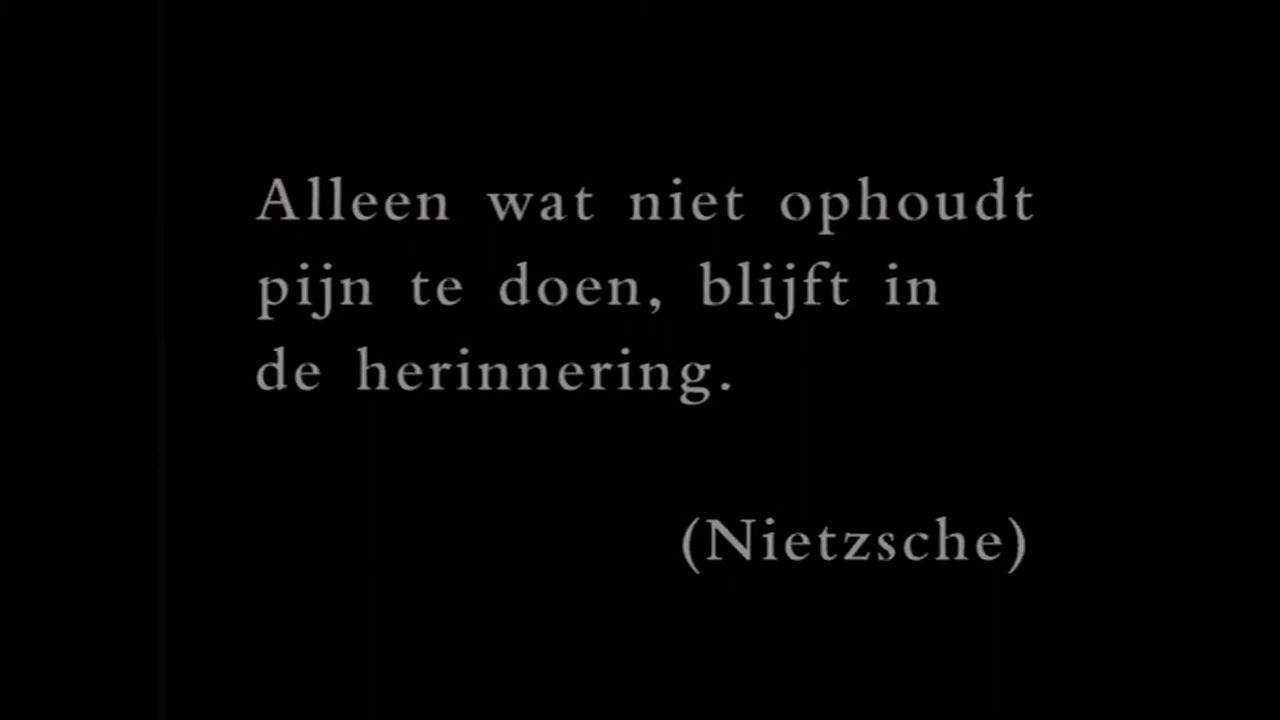 Alleen wat niet ophoudt
pijn te doen, blijft in
de herinnering.
(Nietzsche)